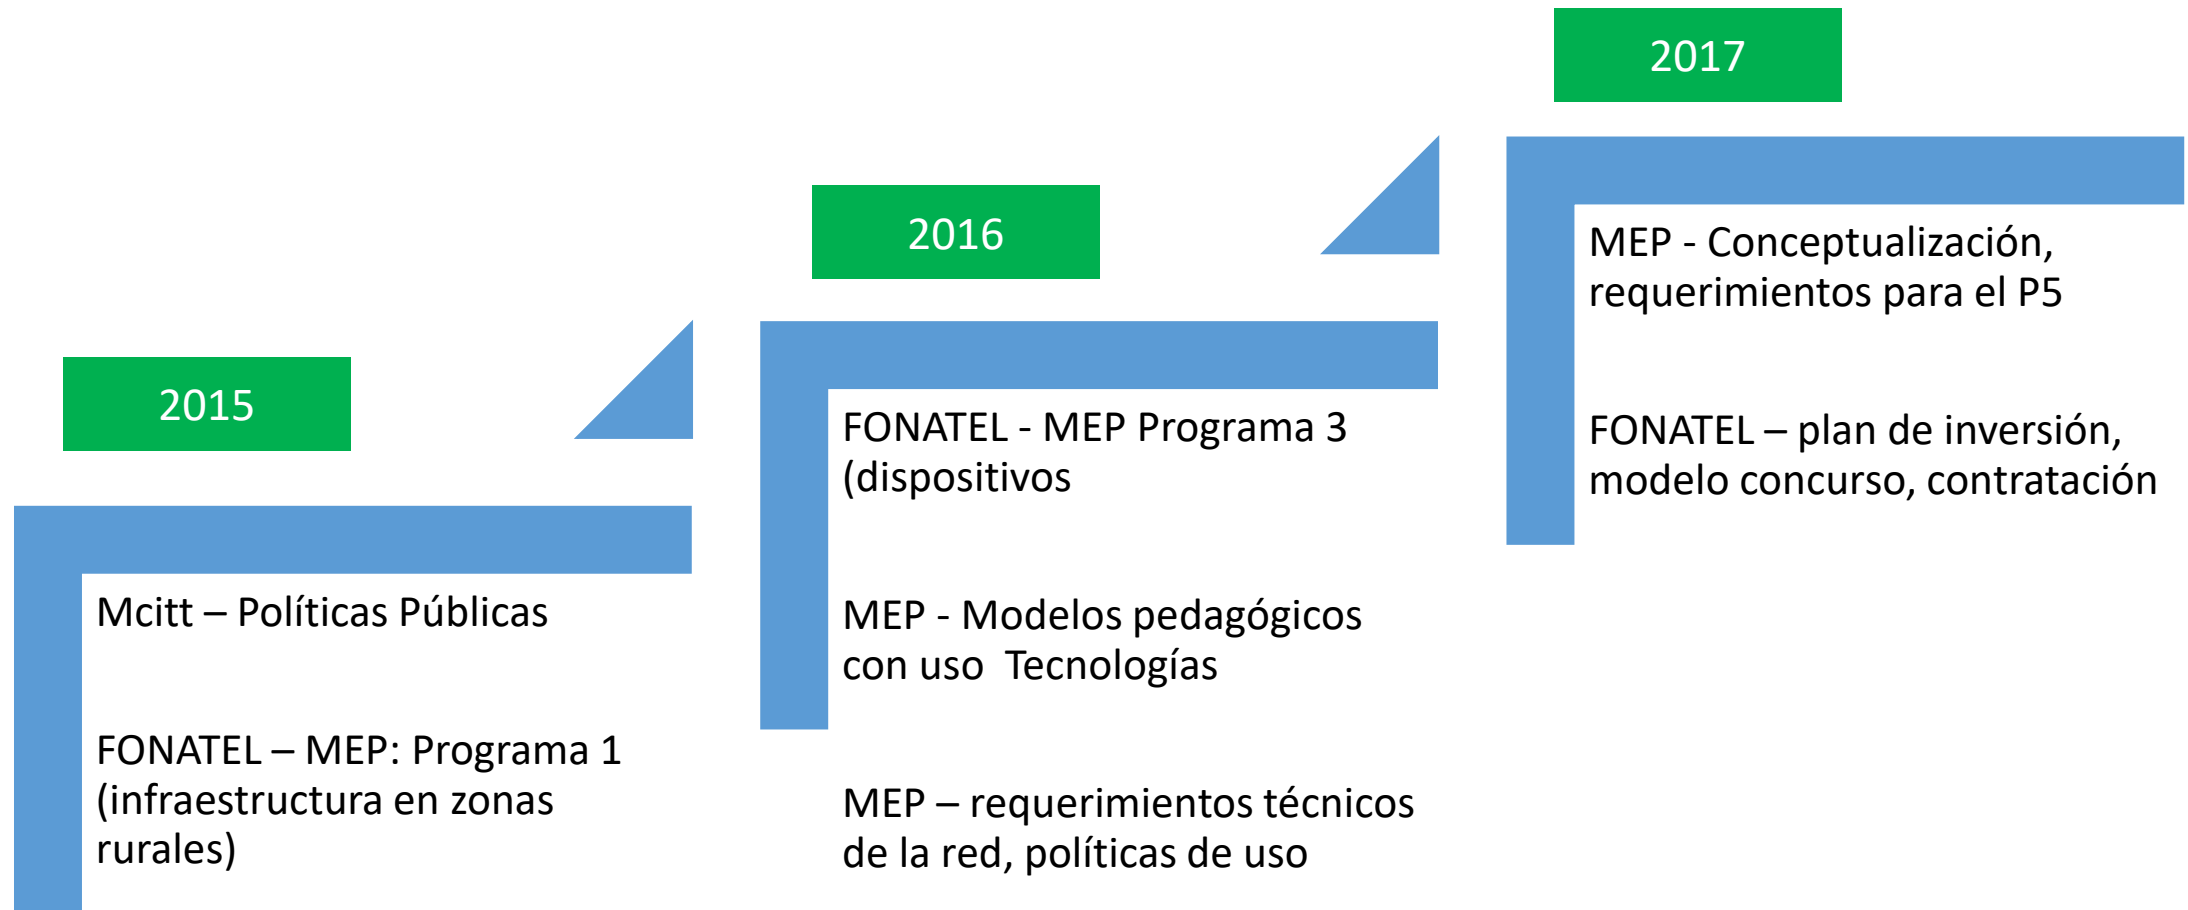 2015
Mcitt – Políticas Públicas
FONATEL – MEP: Programa 1
(infraestructura en zonas
rurales)
2016
FONATEL - MEP Programa 3
(dispositivos
MEP - Modelos pedagógicos
con uso  Tecnologías
MEP – requerimientos técnicos
de la red, políticas de uso
2017
MEP - Conceptualización,
requerimientos para el P5
FONATEL – plan de inversión,
modelo concurso, contratación